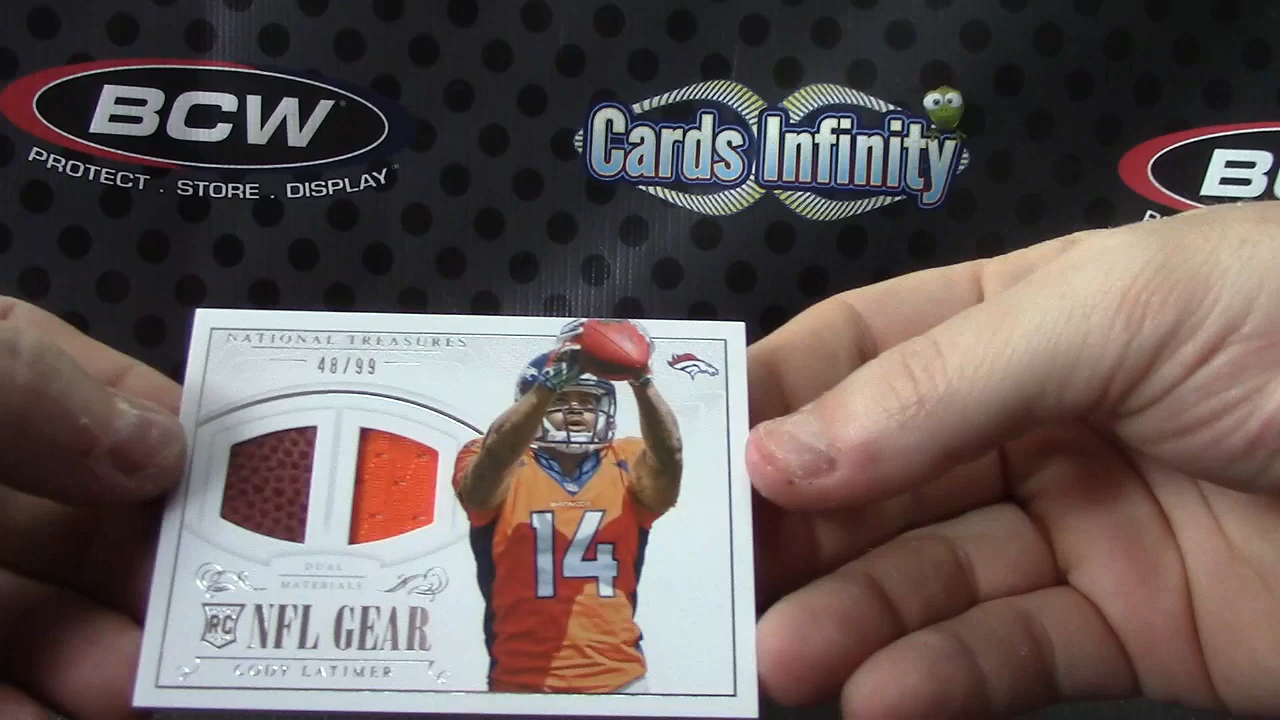 BCW
PROTECT . STORE . DISPLAY
Cards Infinity
BC
NATIONAL TREASURES
48/99
DUAL
MATERIALS
RC NFL GEAR
CODY LATIMER
BRONCOS
14